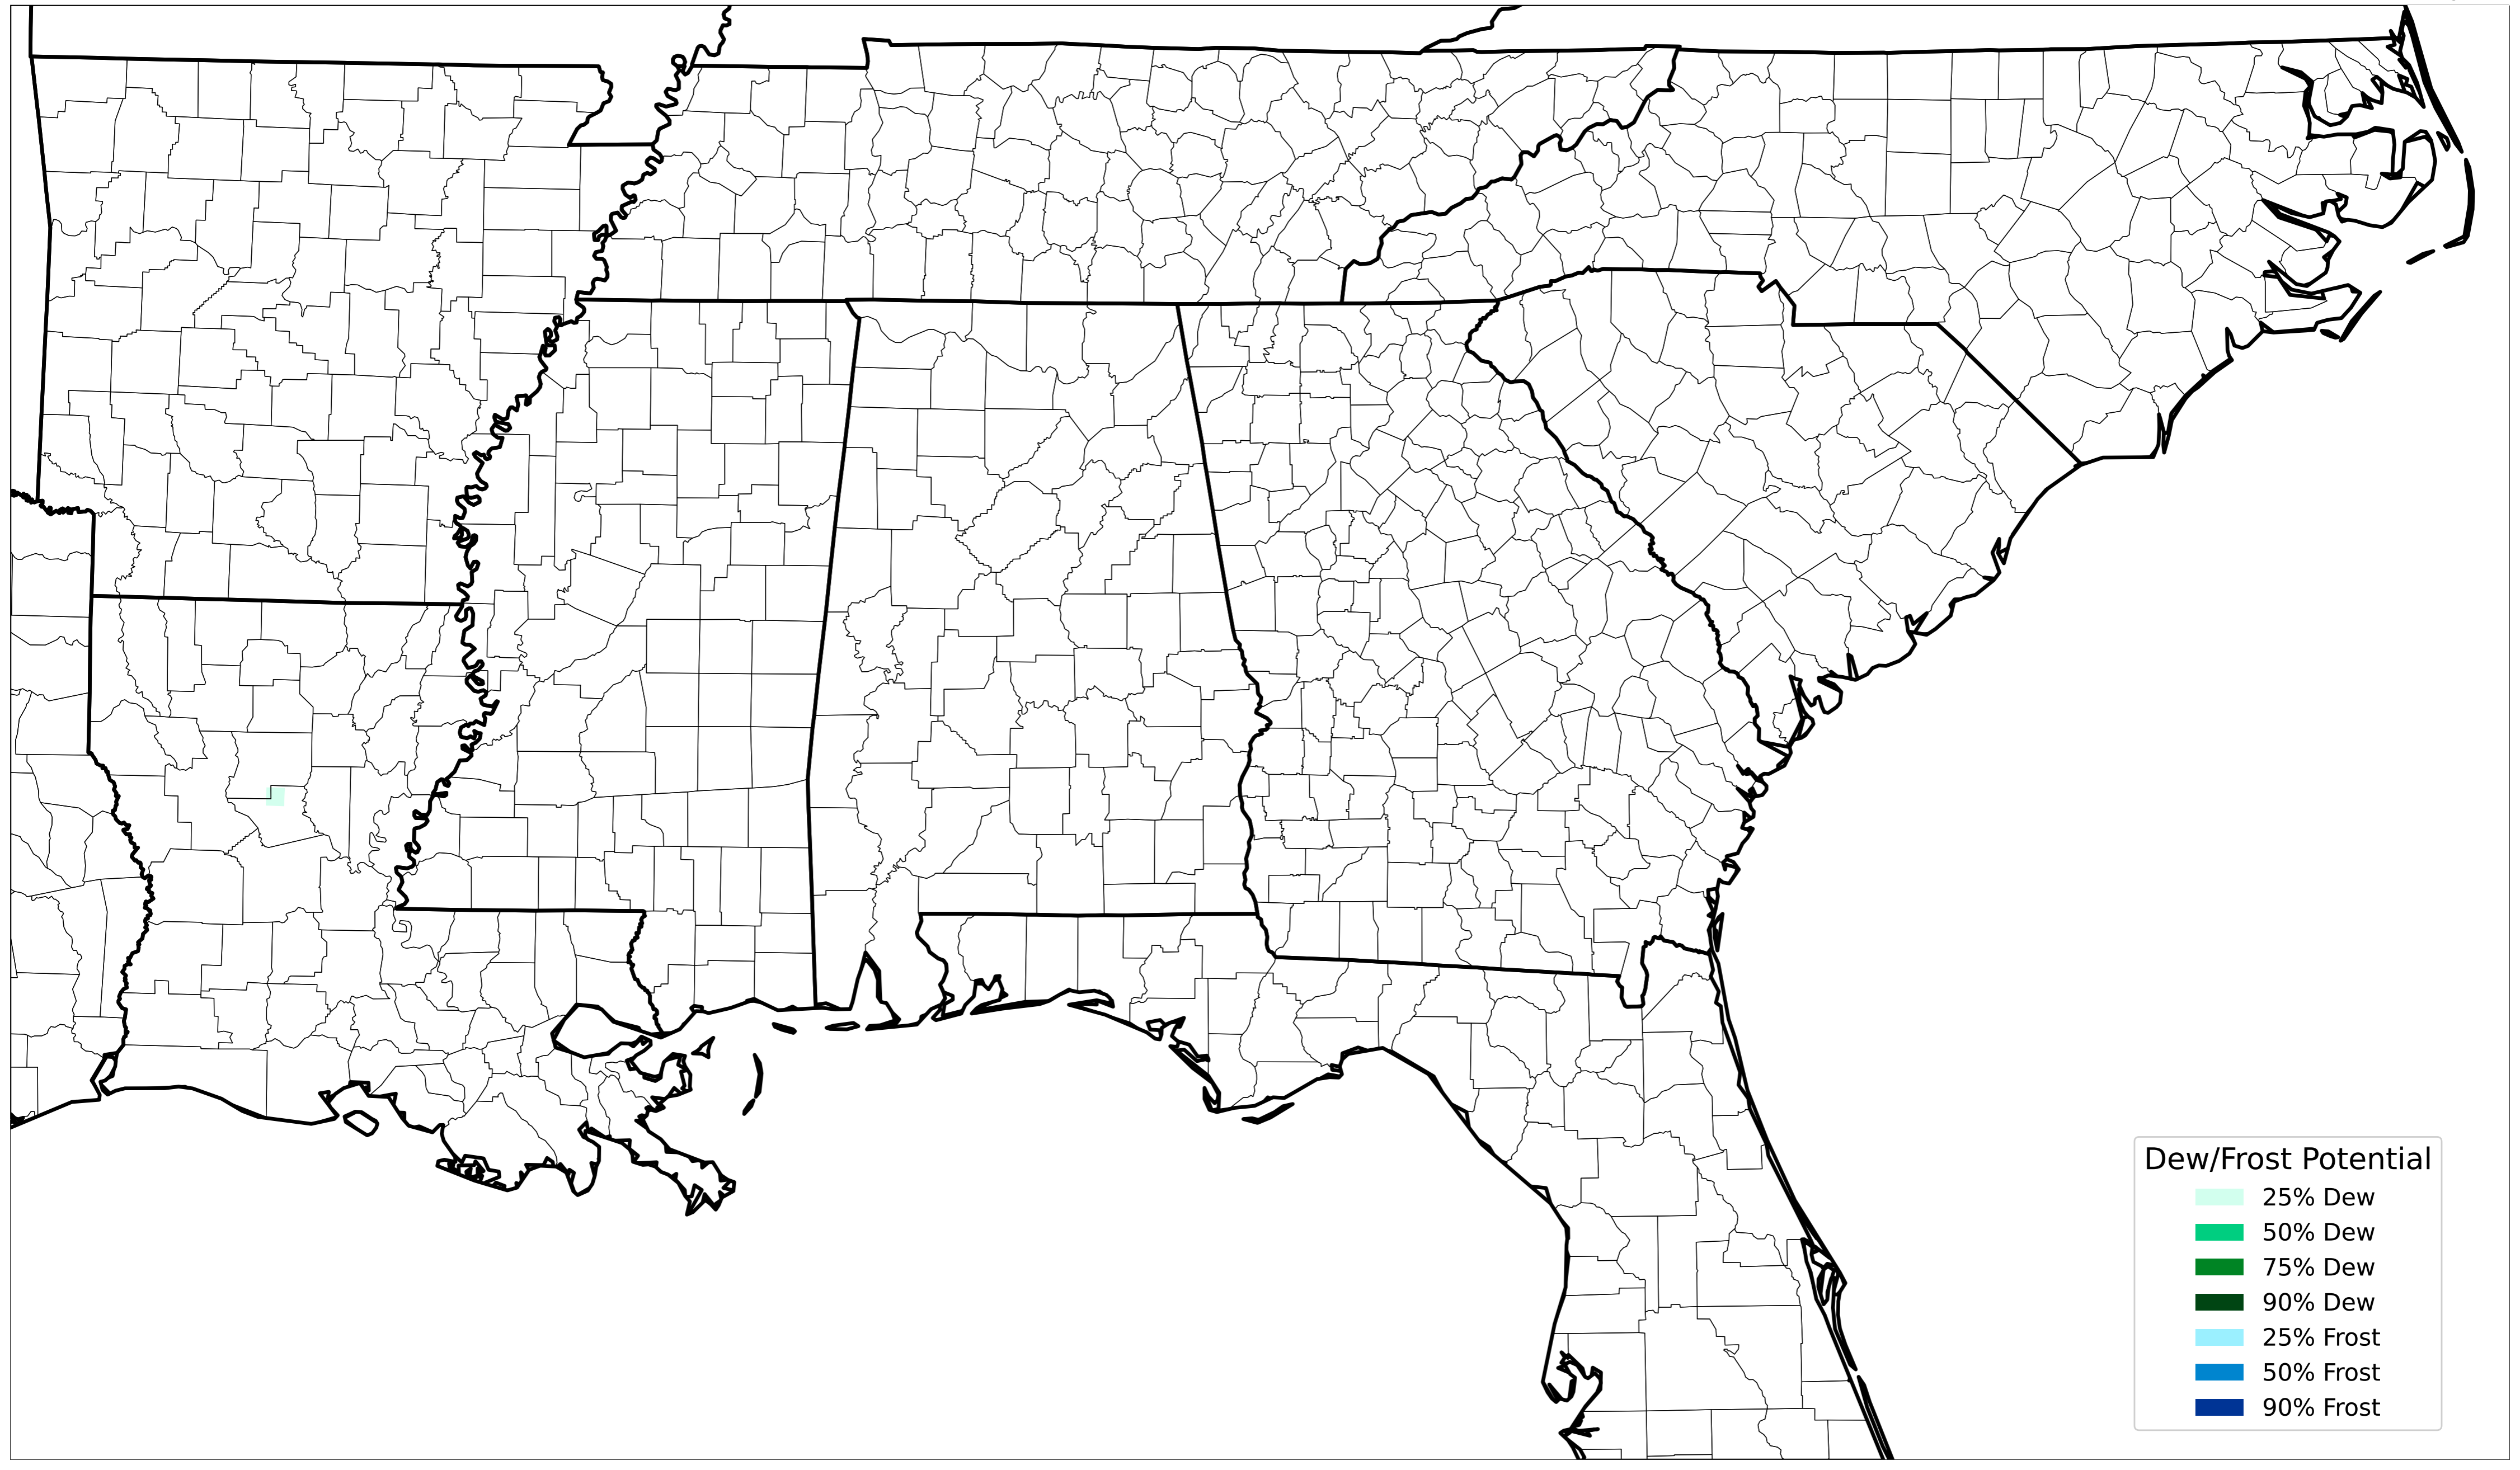 Dew/Frost Potential
25% Dew
50% Dew
75% Dew
90% Dew
25% Frost
50% Frost
90% Frost